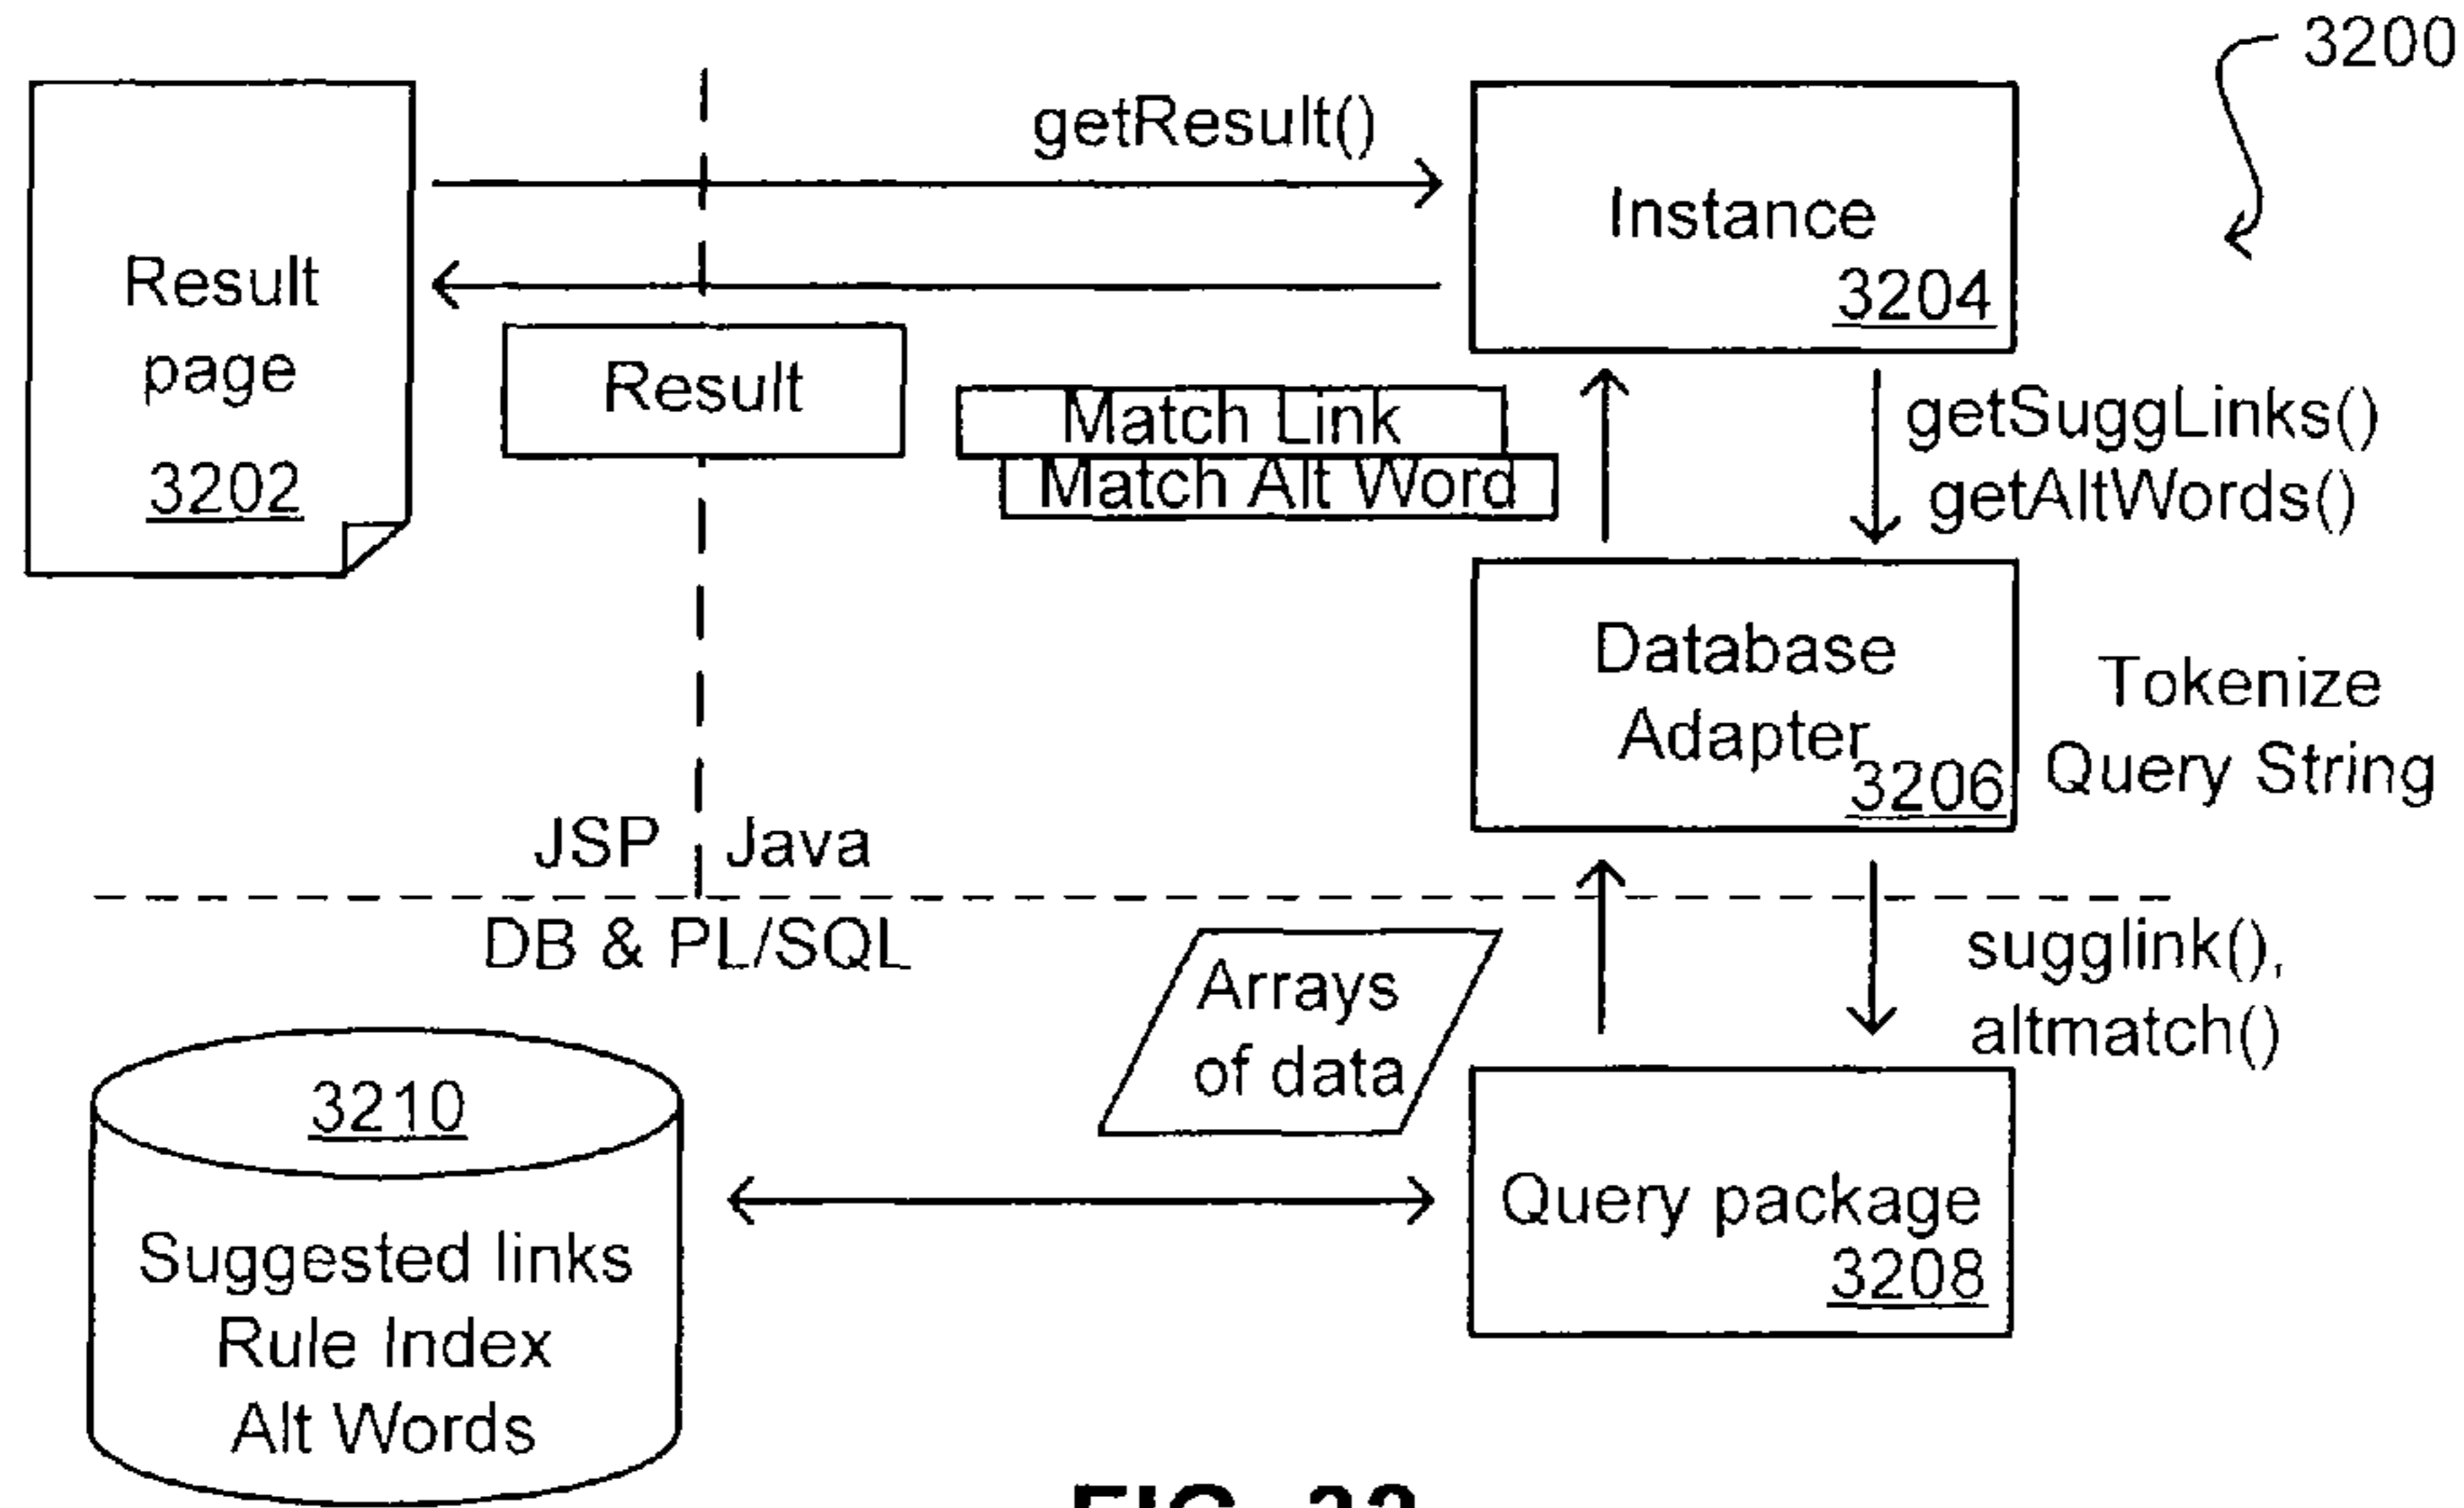 3200
getResult()
Instance
3204
Result
page
3202
Result
Match Link
Match Alt Word
getSuggLinks()
getAltWords()
Database
Adapter
3206
Tokenize
Query String
JSP
Java
DB & PL/SQL
sugglink(),
altmatch()
Arrays
of data
3210
Suggested links
Rule Index
Alt Words
Query package
3208
FIG.